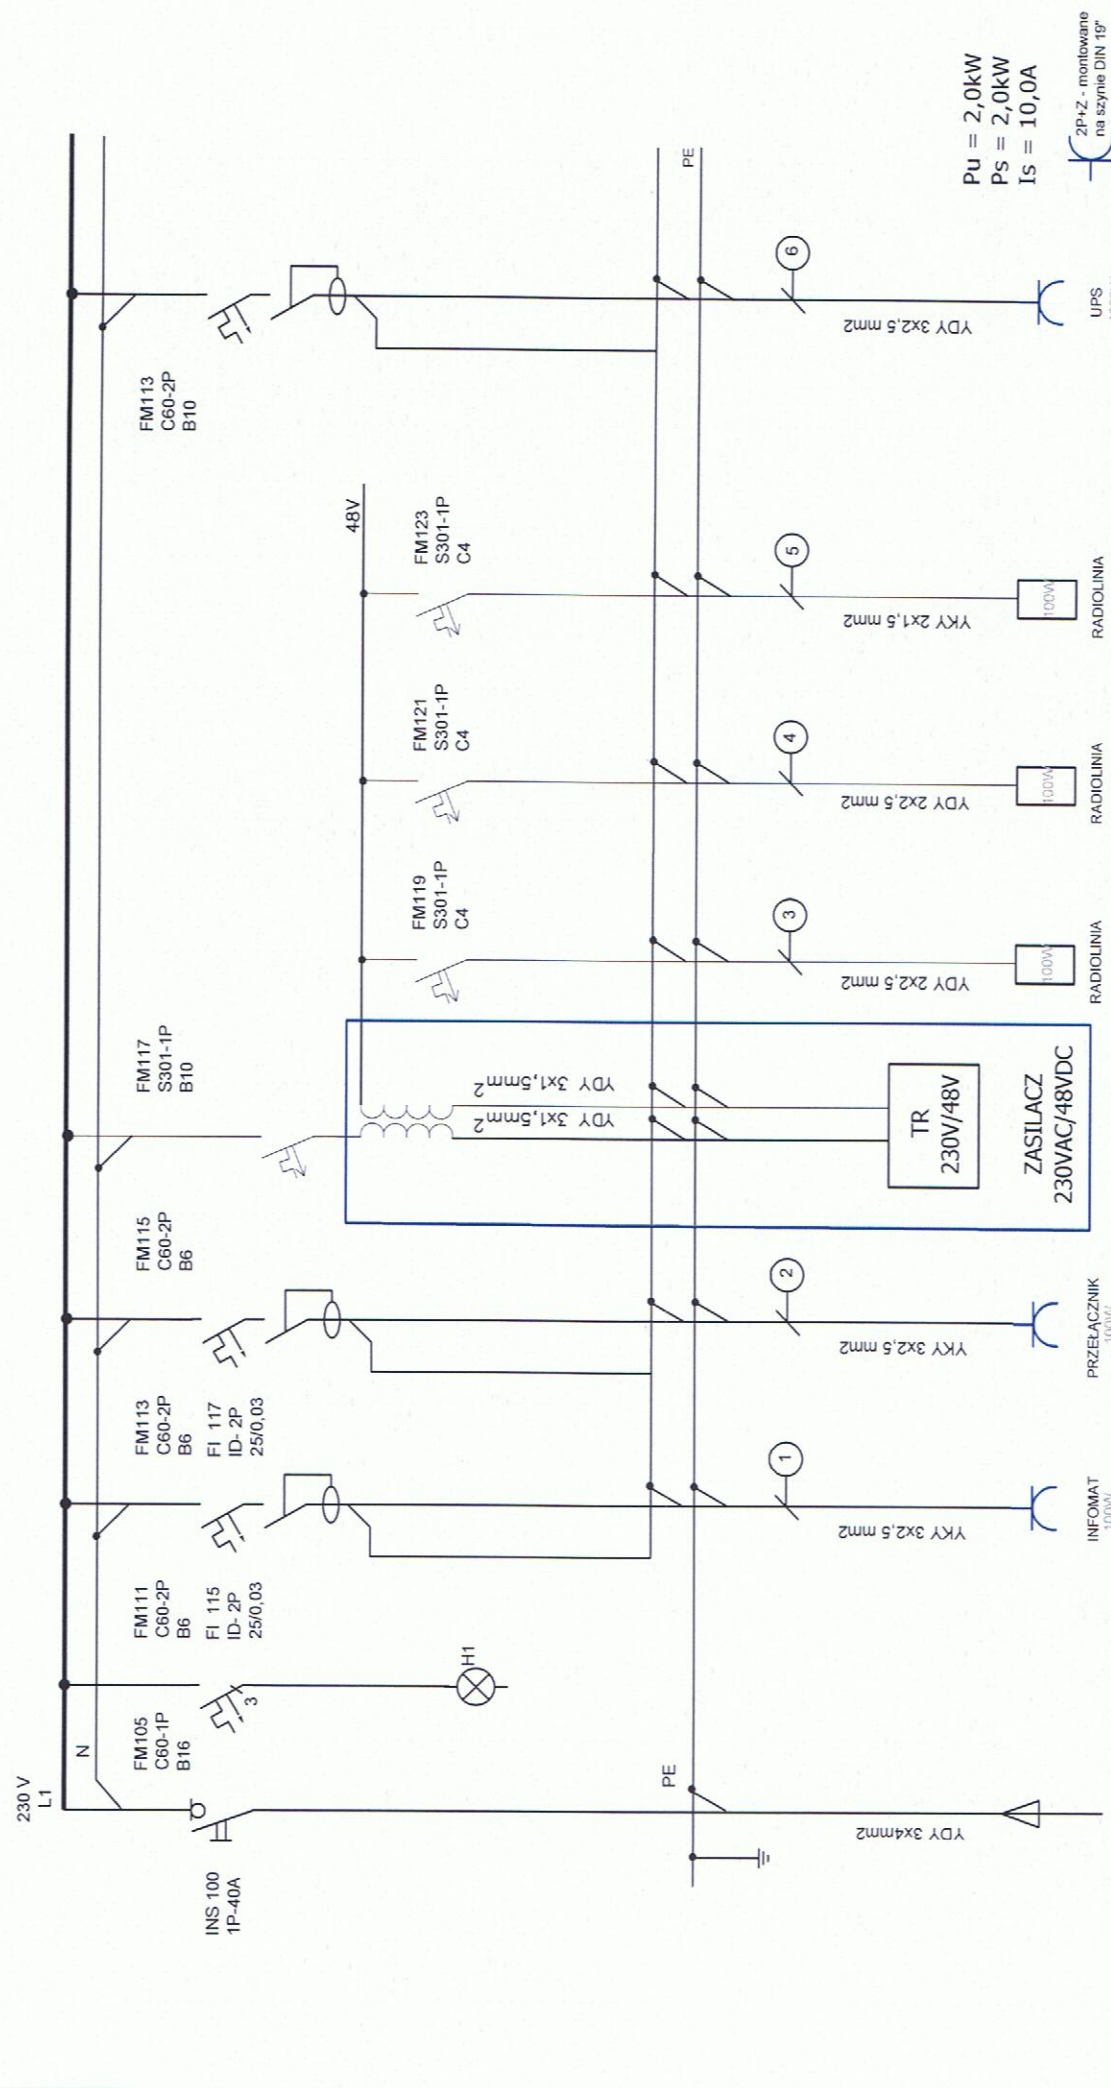 230 V
L1
N
INS 100
1P-40A
FM105
C60-1P
B16
3
H1
FM111
C60-2P
B6
FI 115
ID- 2P
25/0,03
FM113
C60-2P
B6
FI 117
ID- 2P
25/0,03
FM115
C60-2P
B6
FM117
S301-1P
B10
48V
FM119
S301-1P
C4
FM121
S301-1P
C4
FM123
S301-1P
C4
FM113
C60-2P
B10
YDY 3x1,5mm2
YDY 3x1,5mm2
PE
PE
YDY 3x4mm2
1
YKY 3x2,5 mm2
INFOMAT
100W
2
YKY 3x2,5 mm2
PRZEŁĄCZNIK
100W
TR
230V/48V
ZASILACZ
230VAC/48VDC
3
YDY 2x2,5 mm2
100W
RADIOLINIA
4
YDY 2x2,5 mm2
100W
RADIOLINIA
5
YKY 2x1,5 mm2
100W
RADIOLINIA
6
YDY 3x2,5 mm2
UPS
Pu = 2,0kW
Ps = 2,0kW
Is = 10,0A
2P+Z - montowane
na szynie DIN 19"